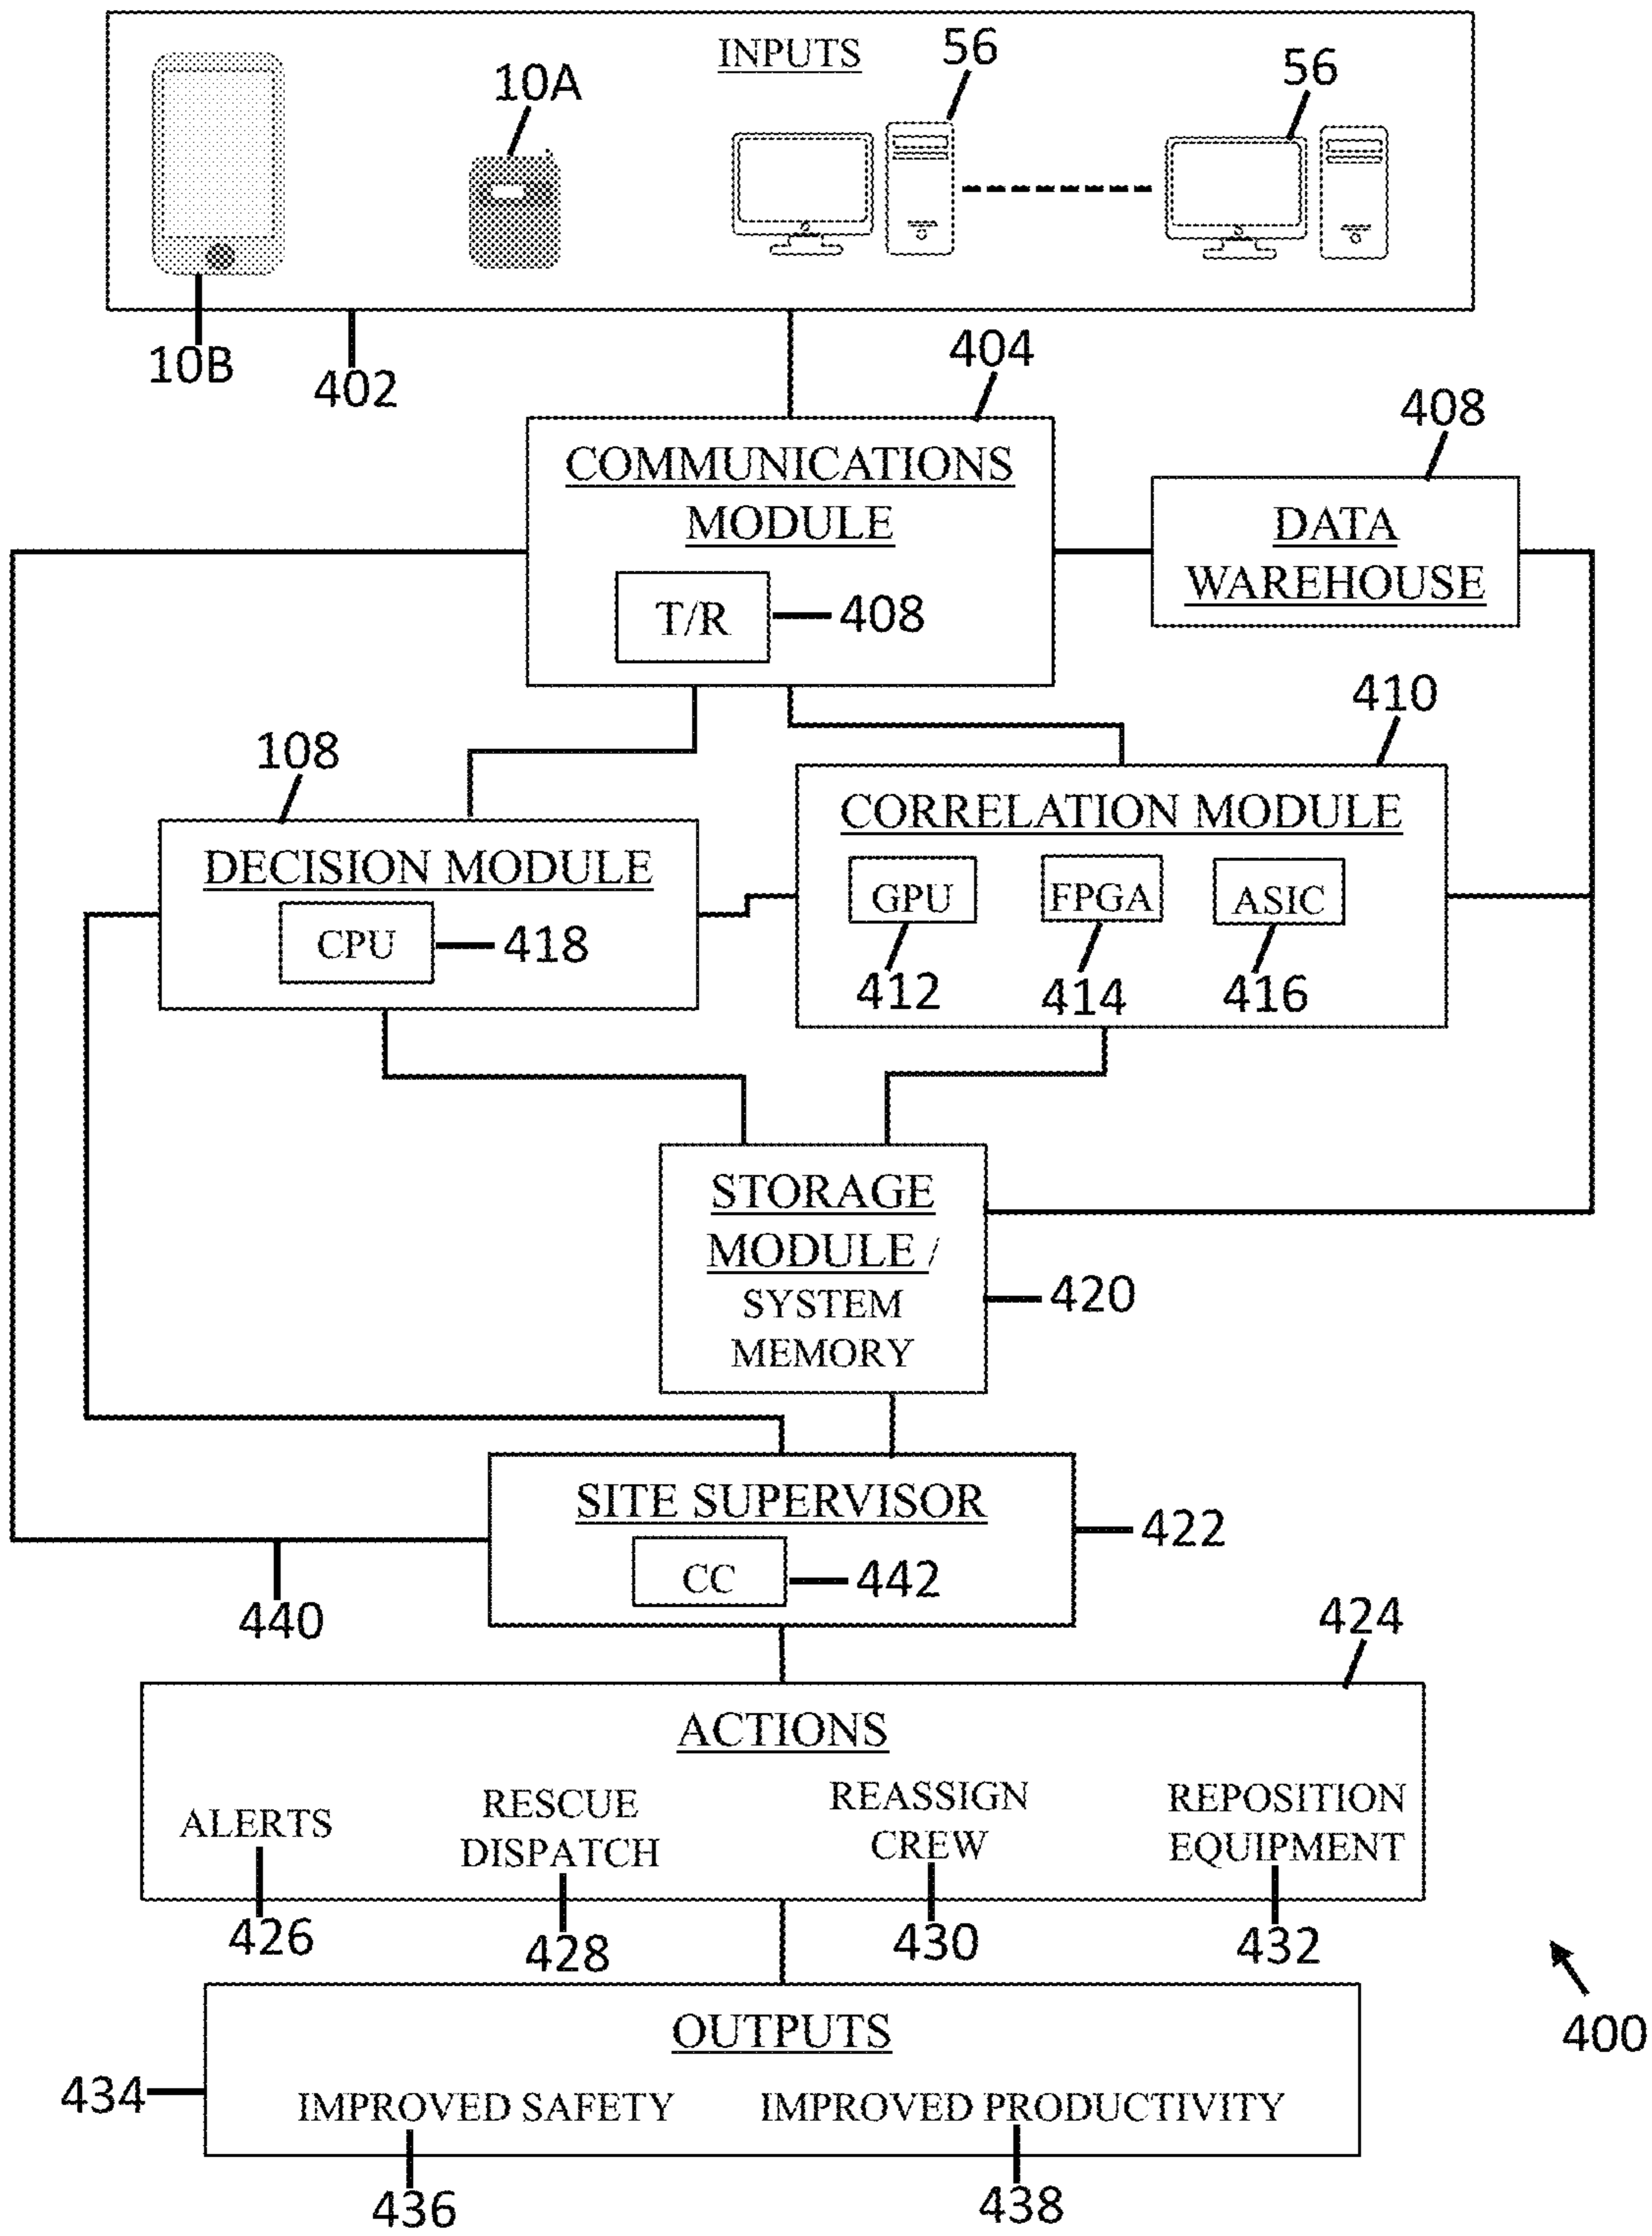 INPUTS
56
56
10A
10B
402
404
408
COMMUNICATIONS
MODULE
T/R
408
DATA
WAREHOUSE
410
108
CORRELATION MODULE
GPU
FPGA
ASIC
412
414
416
DECISION MODULE
CPU
418
STORAGE
MODULE /
SYSTEM
MEMORY
420
SITE SUPERVISOR
CC
442
422
440
424
ACTIONS
ALERTS
RESCUE
DISPATCH
REASSIGN
CREW
REPOSITION
EQUIPMENT
426
428
430
432
400
OUTPUTS
434
IMPROVED SAFETY
IMPROVED PRODUCTIVITY
436
438